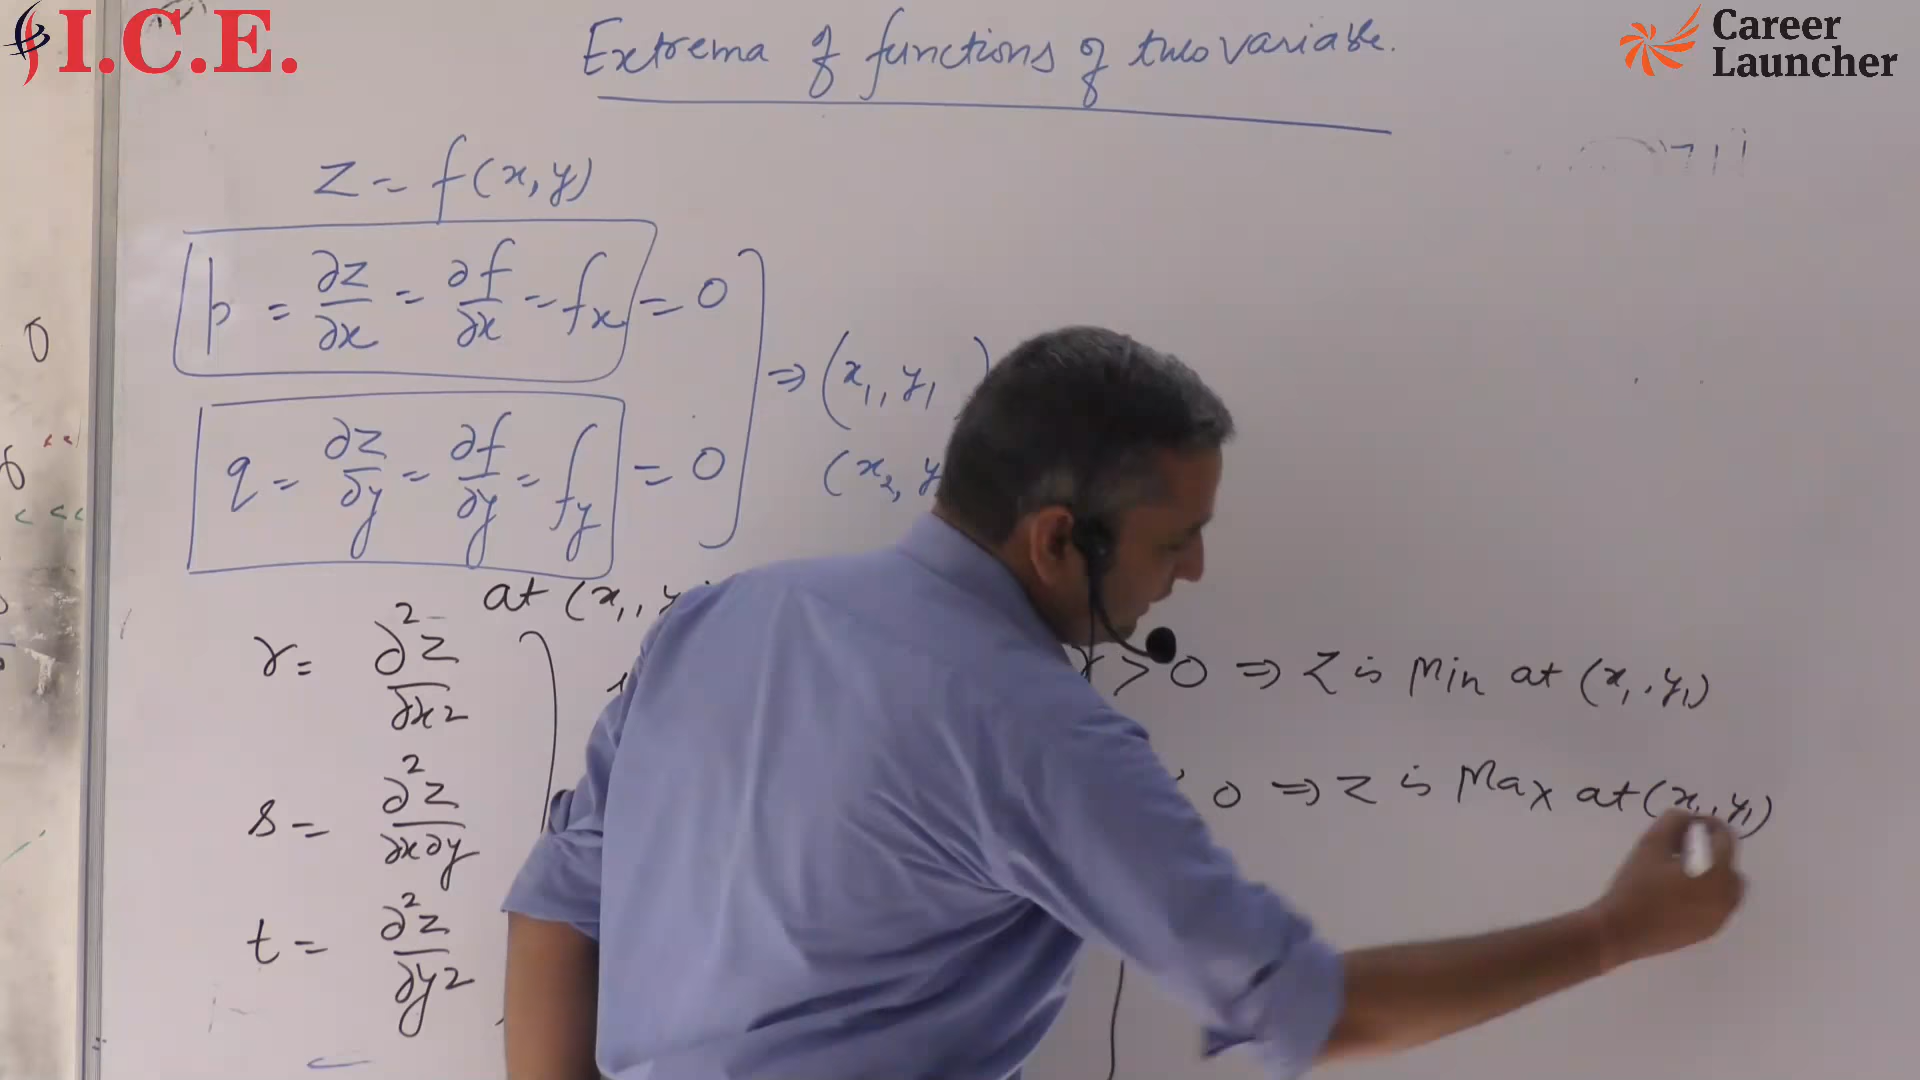 I.C.E.
Career
Launcher
Extrema of functions of two variable.
z = f(x,y)
p = ∂z/∂x = ∂f/∂x = fx = 0
⇒ (x1, y1)
q = ∂z/∂y = ∂f/∂y = fy = 0
(x2, y
at (x1, y
r = ∂²z/∂x²
r > 0 ⇒ z is Min at (x1, y1)
s = ∂²z/∂x∂y
0 ⇒ z is Max at (x1, y1)
t = ∂²z/∂y²